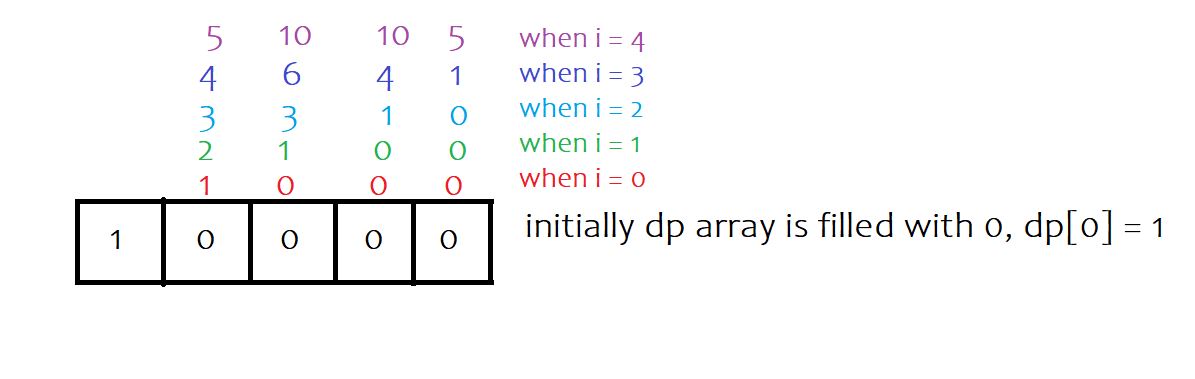 5 10 10 5 when i = 4
4 6 4 1 when i = 3
3 3 1 0 when i = 2
2 1 0 0 when i = 1
1 0 0 0 when i = 0
1 0 0 0 0 initially dp array is filled with 0, dp[0] = 1